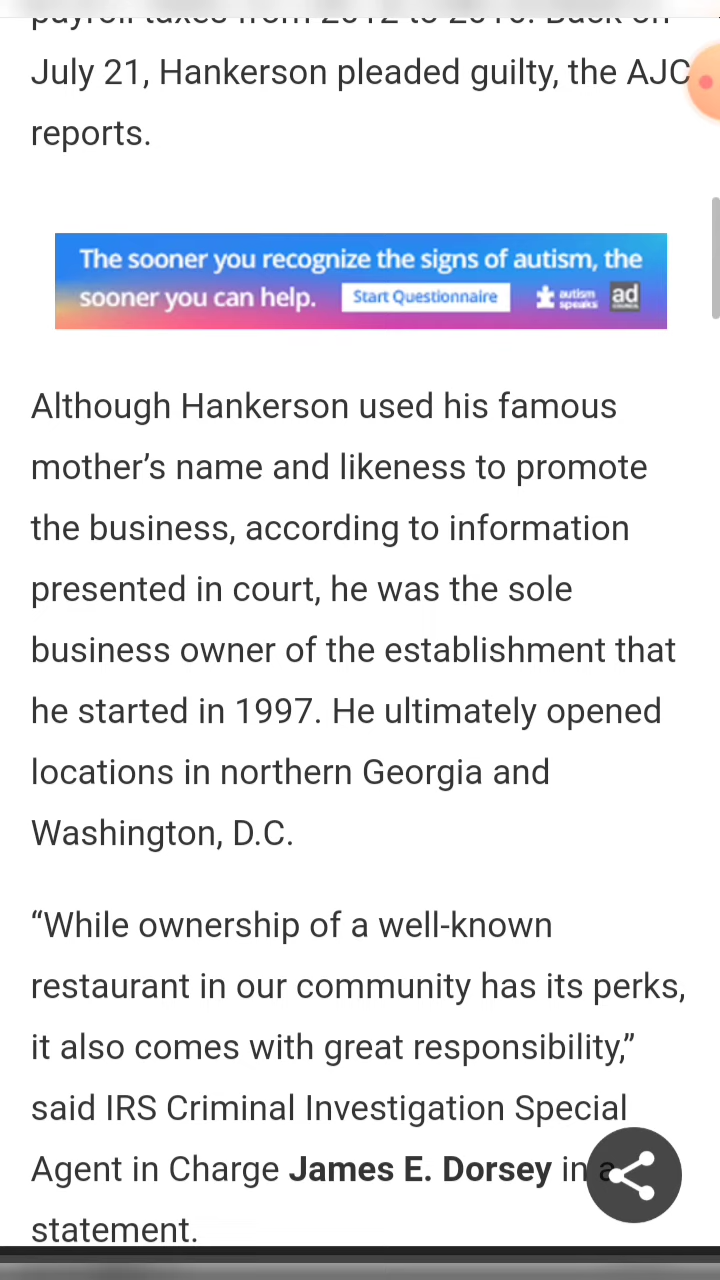 July 21, Hankerson pleaded guilty, the AJC
reports.
The sooner you recognize the signs of autism, the
sooner you can help.
Start Questionnaire
autism
speaks
ad
COUNCIL
Although Hankerson used his famous
mother’s name and likeness to promote
the business, according to information
presented in court, he was the sole
business owner of the establishment that
he started in 1997. He ultimately opened
locations in northern Georgia and
Washington, D.C.
“While ownership of a well-known
restaurant in our community has its perks,
it also comes with great responsibility,”
said IRS Criminal Investigation Special
Agent in Charge James E. Dorsey in a
statement.